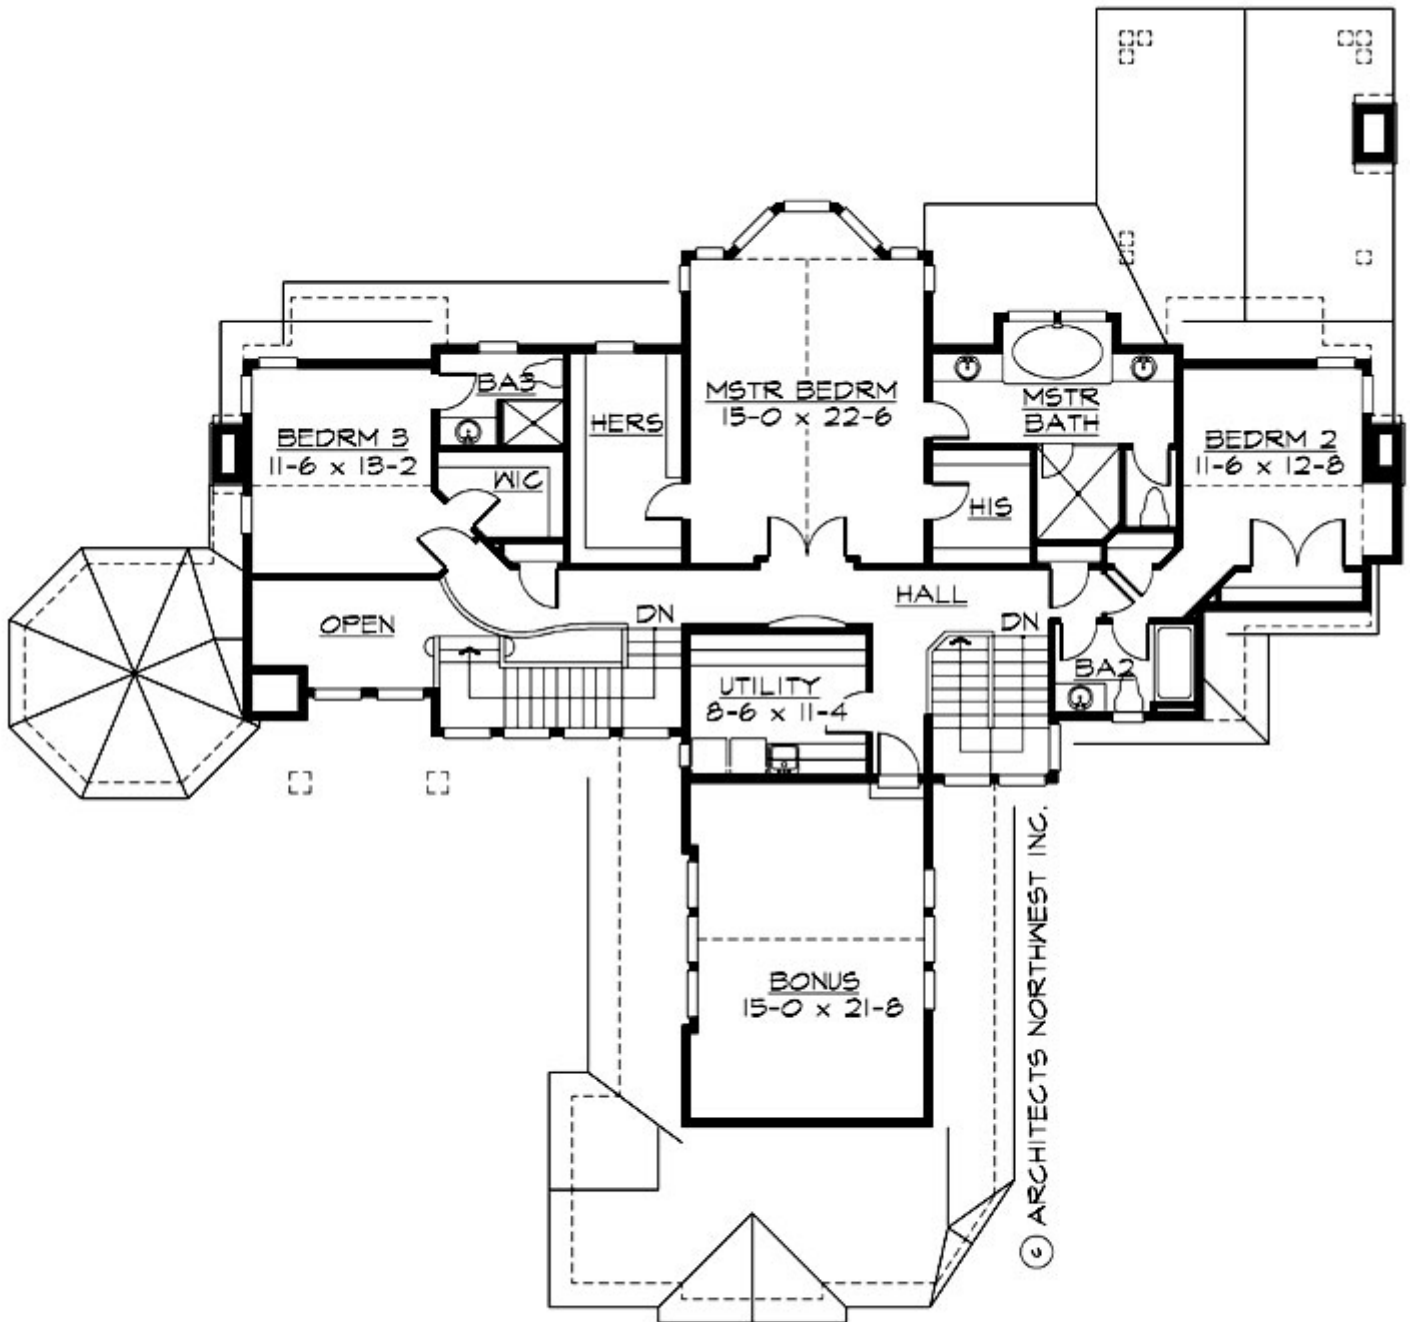 BA3
MSTR BEDRM
15-0 x 22-6
HERS
MSTR
BATH
BEDRM 3
11-6 x 13-2
BEDRM 2
11-6 x 12-8
WIC
HIS
HALL
OPEN
DN
DN
BA2
UTILITY
8-6 x 11-4
BONUS
15-0 x 21-8
© ARCHITECTS NORTHWEST INC.